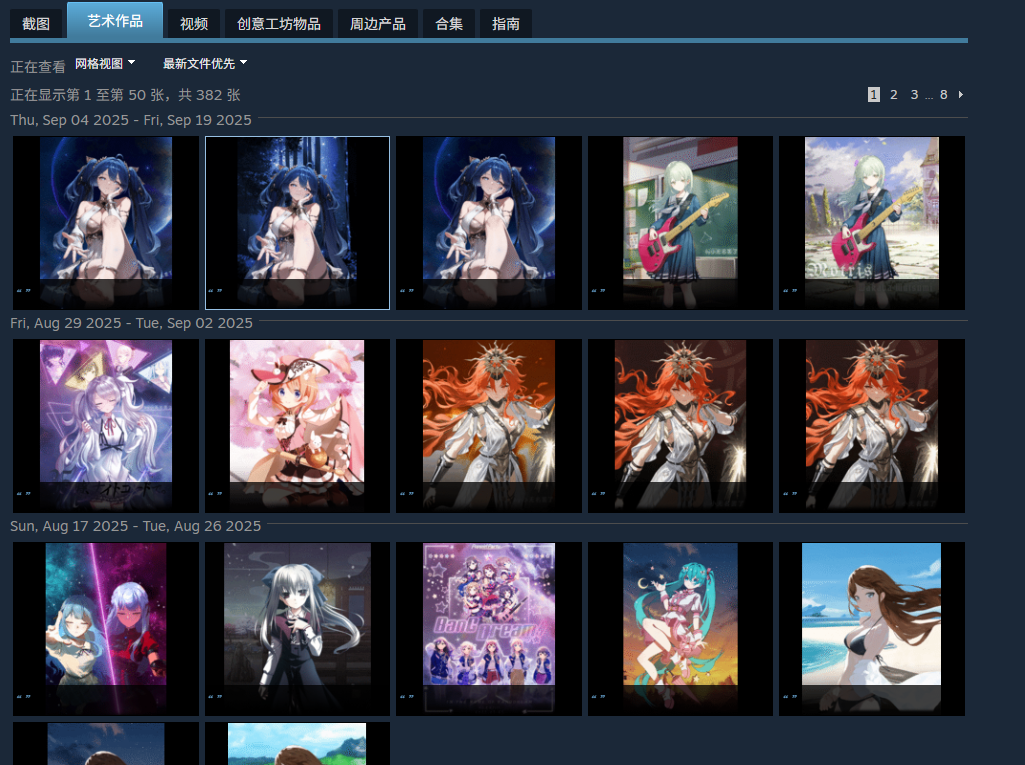 截图 艺术作品 视频 创意工坊物品 周边产品 合集 指南
正在查看 网格视图 最新文件优先
正在显示第 1 至第 50 张，共 382 张 1 2 3 ... 8
Thu, Sep 04 2025 - Fri, Sep 19 2025
“ ” “ ” “ ” “ ” “ ”
Fri, Aug 29 2025 - Tue, Sep 02 2025
“ ” “ ” “ ” “ ” “ ”
Sun, Aug 17 2025 - Tue, Aug 26 2025
BanG Dream!
“ ” “ ” “ ” “ ” “ ”